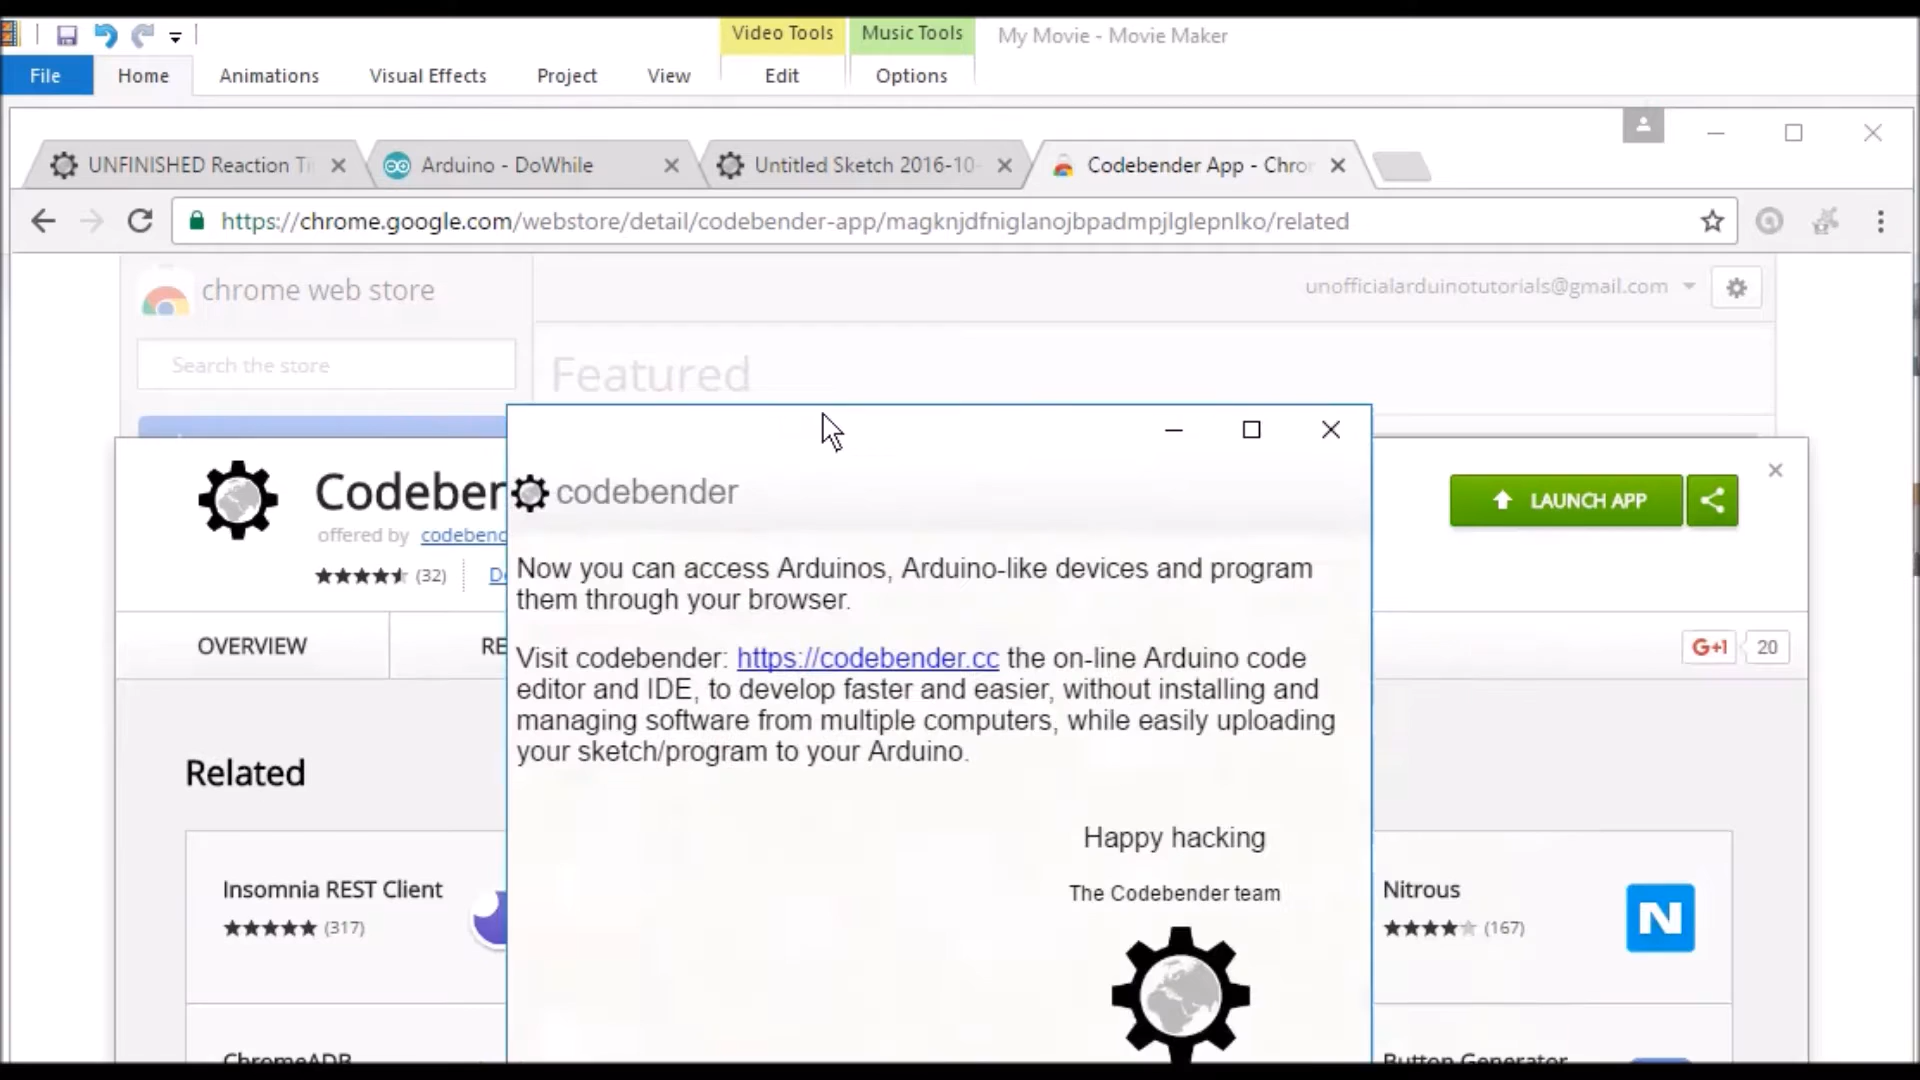 Video Tools
Music Tools
My Movie - Movie Maker
File
Home
Animations
Visual Effects
Project
View
Edit
Options
UNFINISHED Reaction Ti
Arduino - DoWhile
Untitled Sketch 2016-10-
Codebender App - Chro
https://chrome.google.com/webstore/detail/codebender-app/magknjdfniglanojbpadmpjlglepnlko/related
chrome web store
unofficialarduinotutorials@gmail.com
Search the store
Featured
Codeben
offered by codebend
(32)
LAUNCH APP
codebender
Now you can access Arduinos, Arduino-like devices and program
them through your browser.
Visit codebender: https://codebender.cc the on-line Arduino code
editor and IDE, to develop faster and easier, without installing and
managing software from multiple computers, while easily uploading
your sketch/program to your Arduino.
Happy hacking
The Codebender team
OVERVIEW
RE
G+1
20
Related
Insomnia REST Client
(317)
Nitrous
(167)
N
ChromeADB
Button Generator